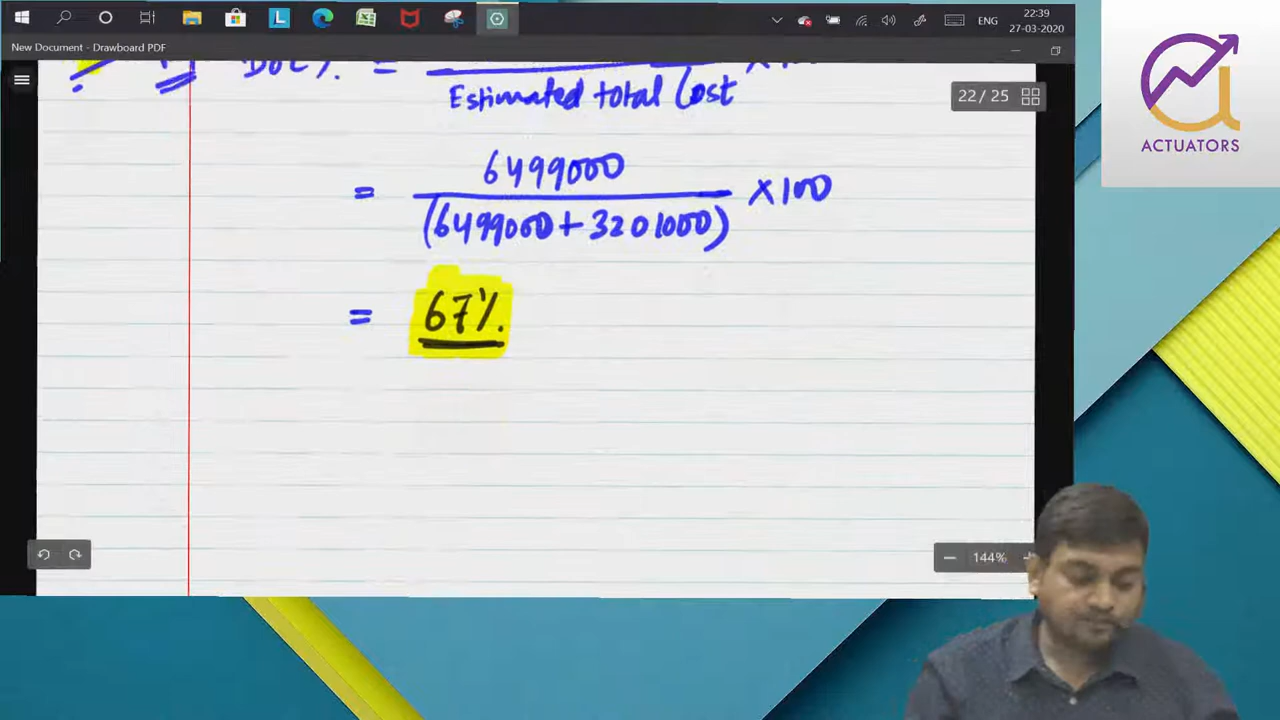 22:39
ENG
27-03-2020
New Document - Drawboard PDF
=
Estimated total Cost
22 / 25
= 6499000
(6499000+3201000) ×100
= 67%.
144%
ACTUATORS